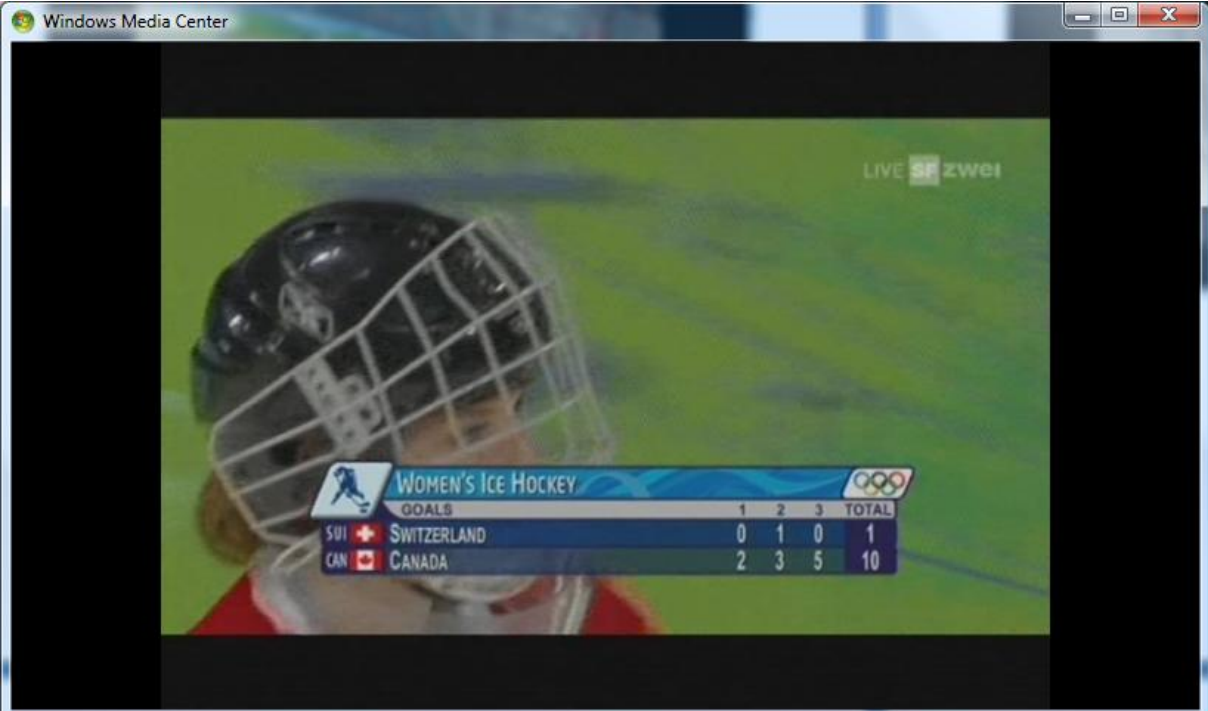 Windows Media Center
LIVE SF zwei
WOMEN'S ICE HOCKEY
GOALS 1 2 3 TOTAL
SUI SWITZERLAND 0 1 0 1
CAN CANADA 2 3 5 10